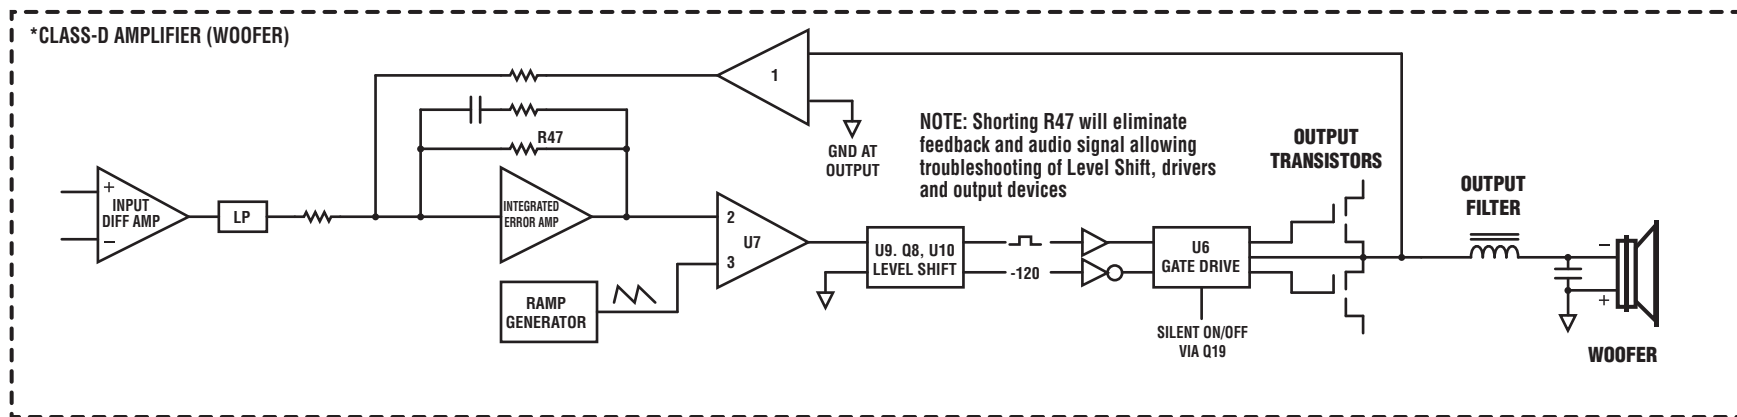 *CLASS-D AMPLIFIER (WOOFER)
1
R47
GND AT
OUTPUT
NOTE: Shorting R47 will eliminate
feedback and audio signal allowing
troubleshooting of Level Shift, drivers
and output devices
OUTPUT
TRANSISTORS
OUTPUT
FILTER
+
INPUT
DIFF AMP
−
LP
INTEGRATED
ERROR AMP
2
U7
3
U9. Q8, U10
LEVEL SHIFT
-120
U6
GATE DRIVE
RAMP
GENERATOR
SILENT ON/OFF
VIA Q19
−
+
WOOFER